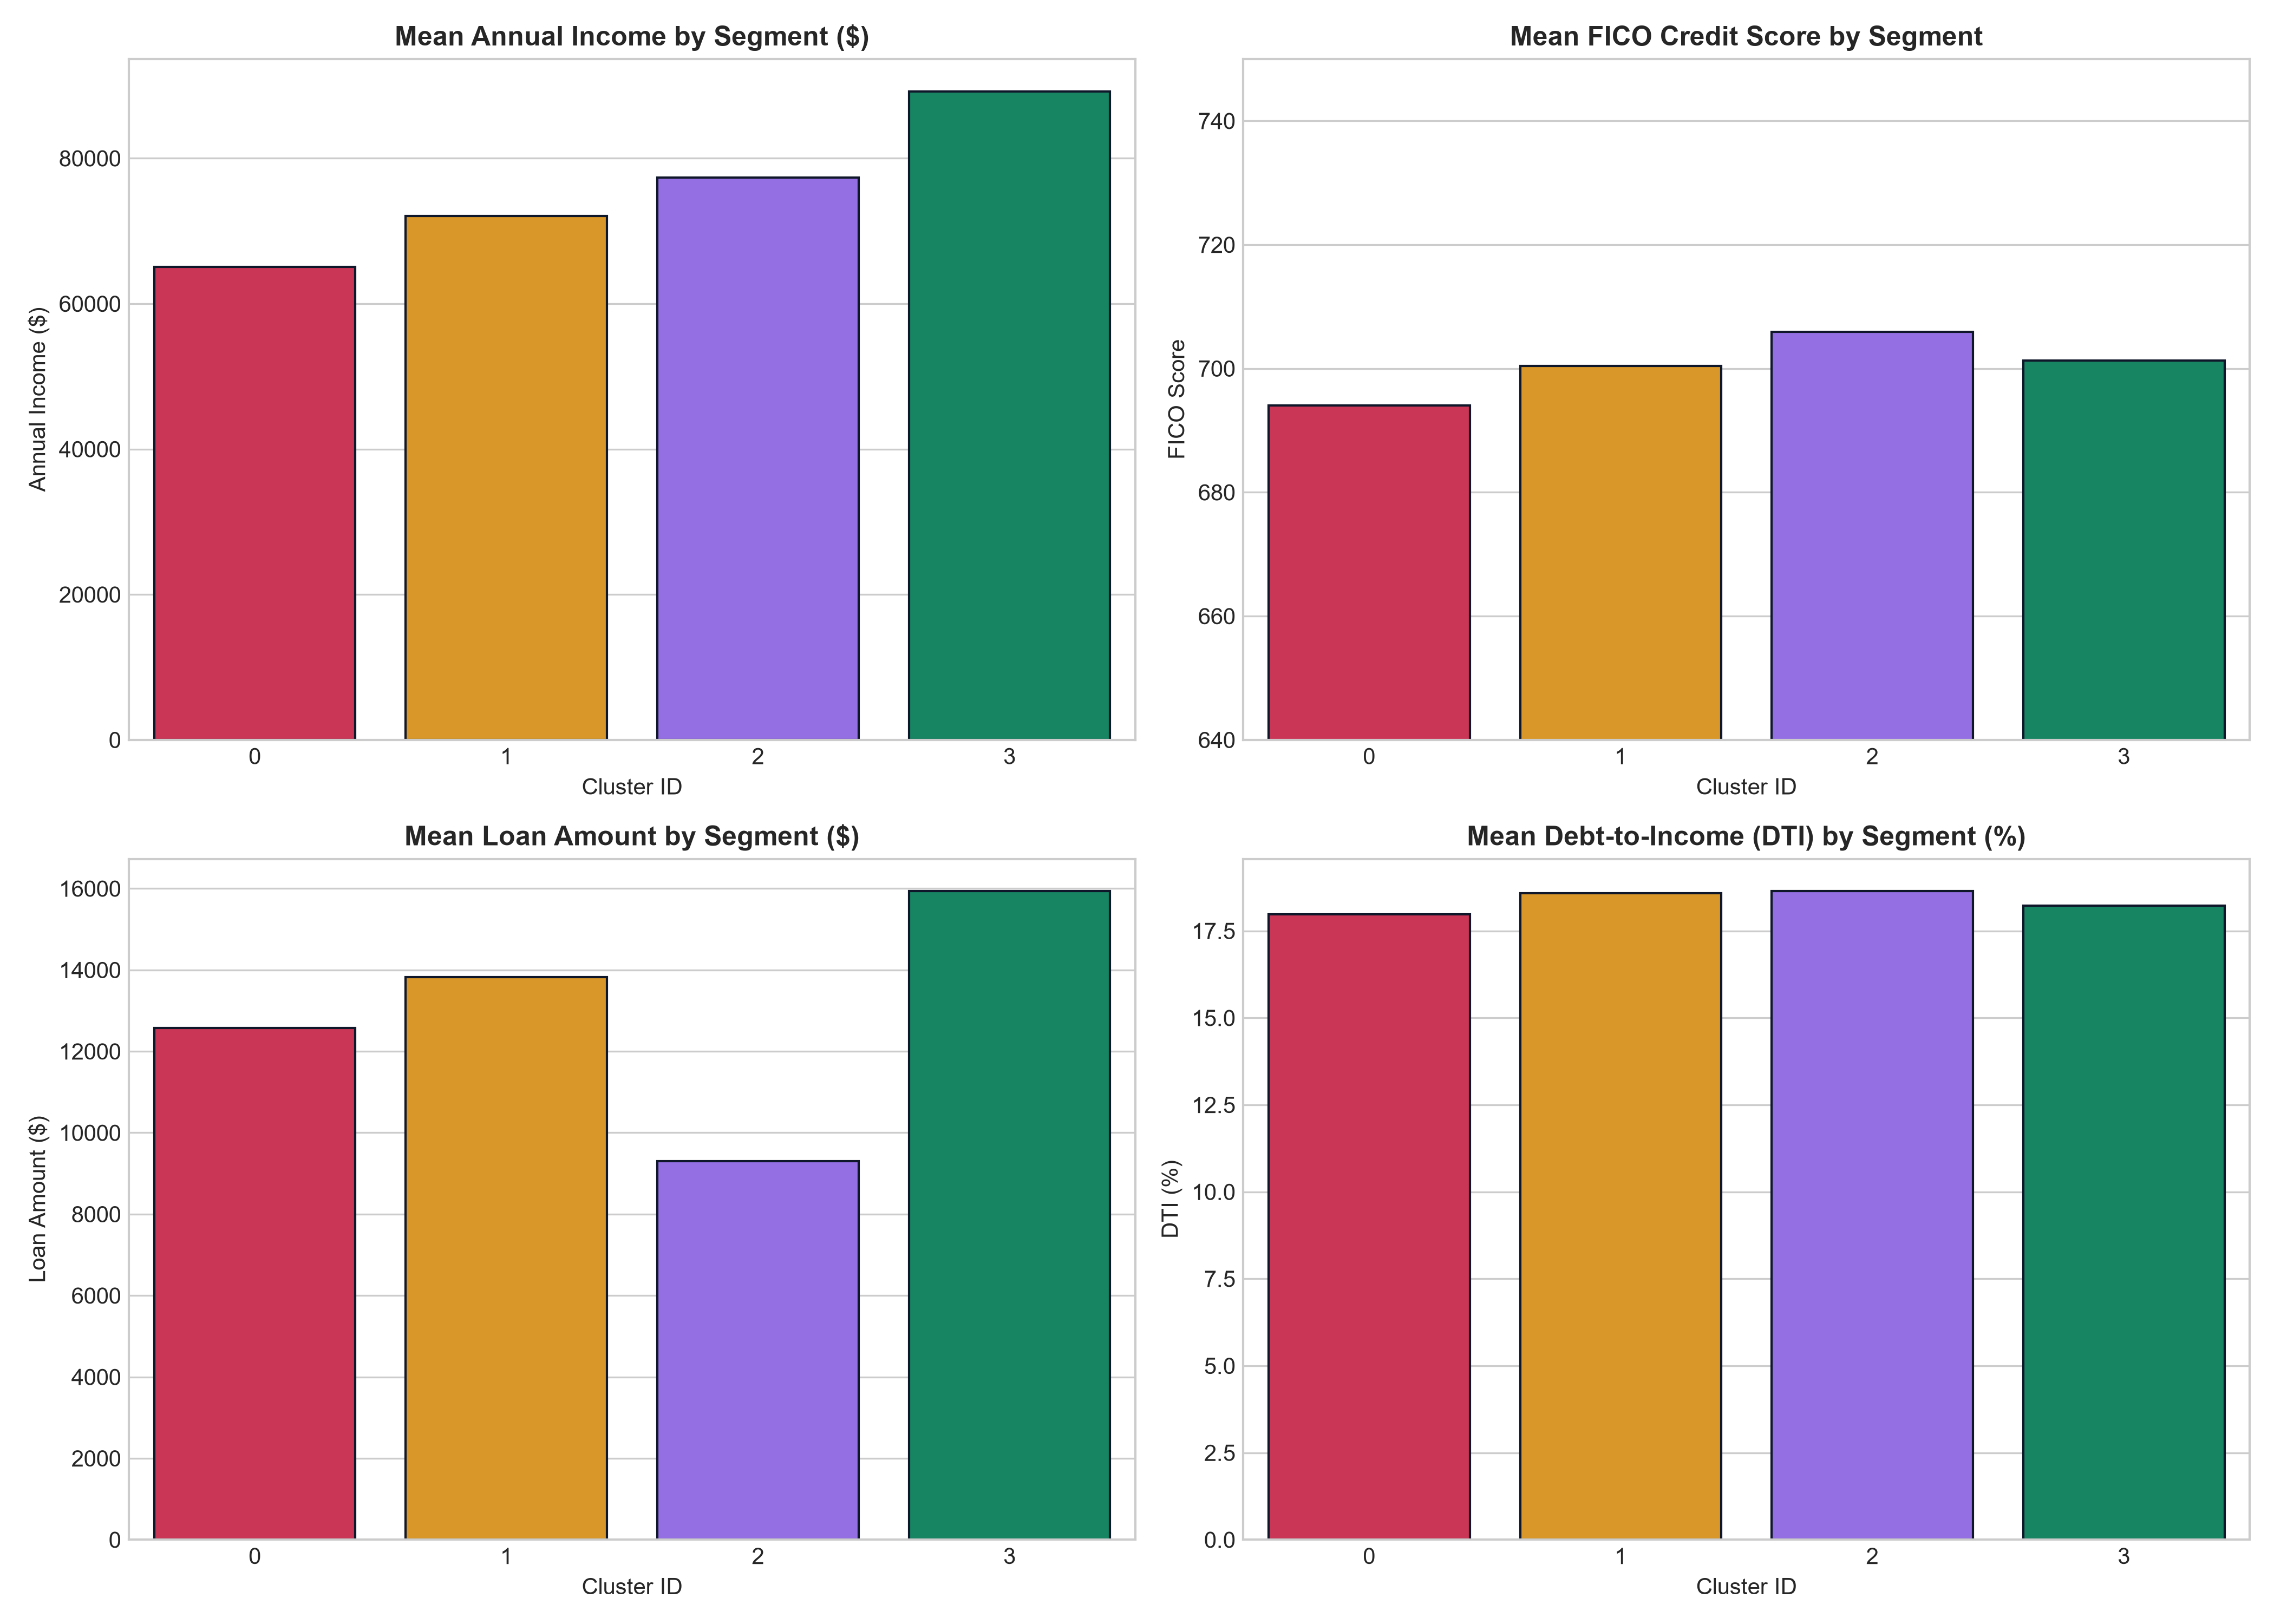 Mean Annual Income by Segment ($)
Annual Income ($)
80000
60000
40000
20000
0
0 1 2 3
Cluster ID
Mean FICO Credit Score by Segment
FICO Score
740
720
700
680
660
640
0 1 2 3
Cluster ID
Mean Loan Amount by Segment ($)
Loan Amount ($)
16000
14000
12000
10000
8000
6000
4000
2000
0
0 1 2 3
Cluster ID
Mean Debt-to-Income (DTI) by Segment (%)
DTI (%)
17.5
15.0
12.5
10.0
7.5
5.0
2.5
0.0
0 1 2 3
Cluster ID